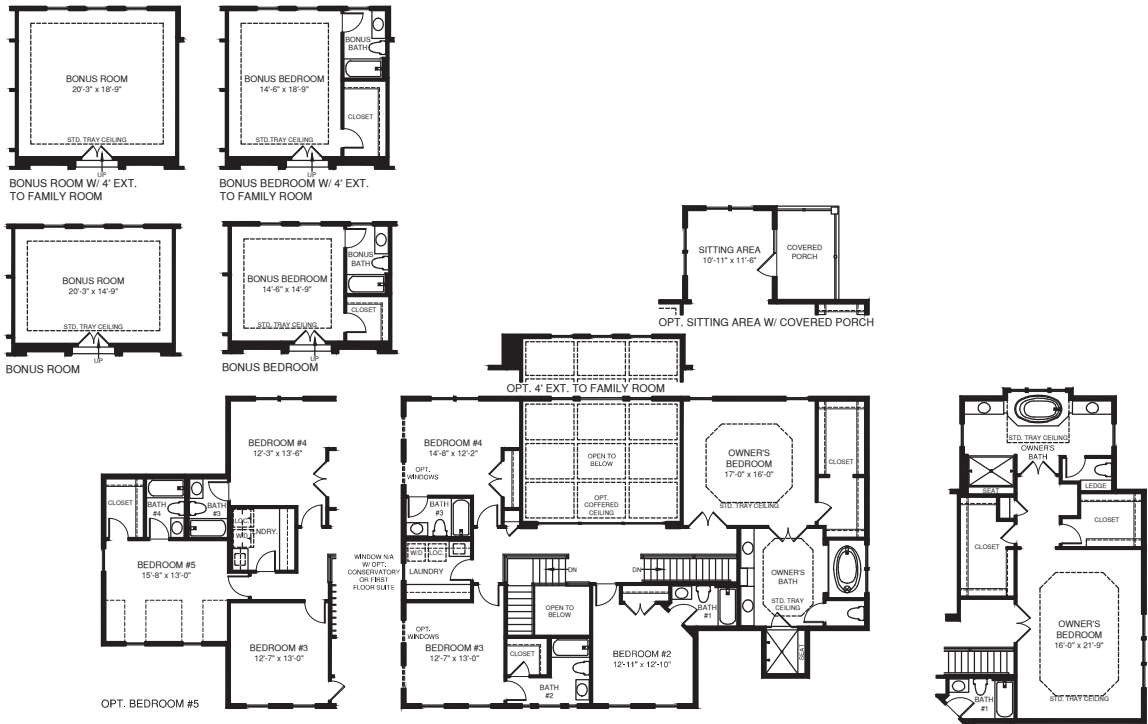 BONUS ROOM
20'-3" x 18'-9"
STD. TRAY CEILING
UP
BONUS ROOM W/ 4' EXT.
TO FAMILY ROOM
BONUS BEDROOM
14'-6" x 18'-9"
STD. TRAY CEILING
UP
BONUS
BATH
CLOSET
BONUS BEDROOM W/ 4' EXT.
TO FAMILY ROOM
BONUS ROOM
20'-3" x 14'-9"
STD. TRAY CEILING
UP
BONUS ROOM
BONUS BEDROOM
14'-6" x 14'-9"
STD. TRAY CEILING
UP
BONUS
BATH
CLOSET
BONUS BEDROOM
SITTING AREA
10'-11" x 11'-6"
COVERED
PORCH
OPT. SITTING AREA W/ COVERED PORCH
OPT. 4' EXT. TO FAMILY ROOM
BEDROOM #4
12'-3" x 13'-6"
CLOSET
BATH
#4
BATH
#3
LOC.
W/D
NDRY.
BEDROOM #5
15'-8" x 13'-0"
BEDROOM #3
12'-7" x 13'-0"
OPT. BEDROOM #5
WINDOW N/A
W/ OPT.
CONSERVATORY
OR FIRST
FLOOR SUITE
BEDROOM #4
14'-8" x 12'-2"
OPT.
WINDOWS
BATH
#3
W/D LOC.
LAUNDRY
OPEN TO
BELOW
OPT.
COFFERED
CEILING
OWNER'S
BEDROOM
17'-0" x 16'-0"
STD. TRAY CEILING
CLOSET
DN
DN
OWNER'S
BATH
STD. TRAY
CEILING
SEAT
OPEN TO
BELOW
BATH
#1
OPT.
WINDOWS
BEDROOM #3
12'-7" x 13'-0"
CLOSET
BATH
#2
BEDROOM #2
12'-11" x 12'-10"
STD. TRAY CEILING
OWNER'S
BATH
SEAT
LEDGE
CLOSET
CLOSET
OWNER'S
BEDROOM
16'-0" x 21'-9"
STD. TRAY CEILING
BATH
#1